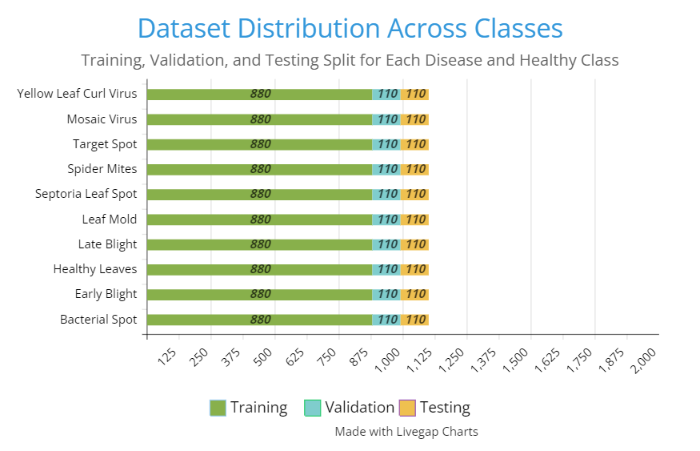 Dataset Distribution Across Classes
Training, Validation, and Testing Split for Each Disease and Healthy Class
Yellow Leaf Curl Virus 880 110 110
Mosaic Virus 880 110 110
Target Spot 880 110 110
Spider Mites 880 110 110
Septoria Leaf Spot 880 110 110
Leaf Mold 880 110 110
Late Blight 880 110 110
Healthy Leaves 880 110 110
Early Blight 880 110 110
Bacterial Spot 880 110 110
125 250 375 500 625 750 875 1,000 1,125 1,250 1,375 1,500 1,625 1,750 1,875 2,000
Training Validation Testing
Made with Livegap Charts